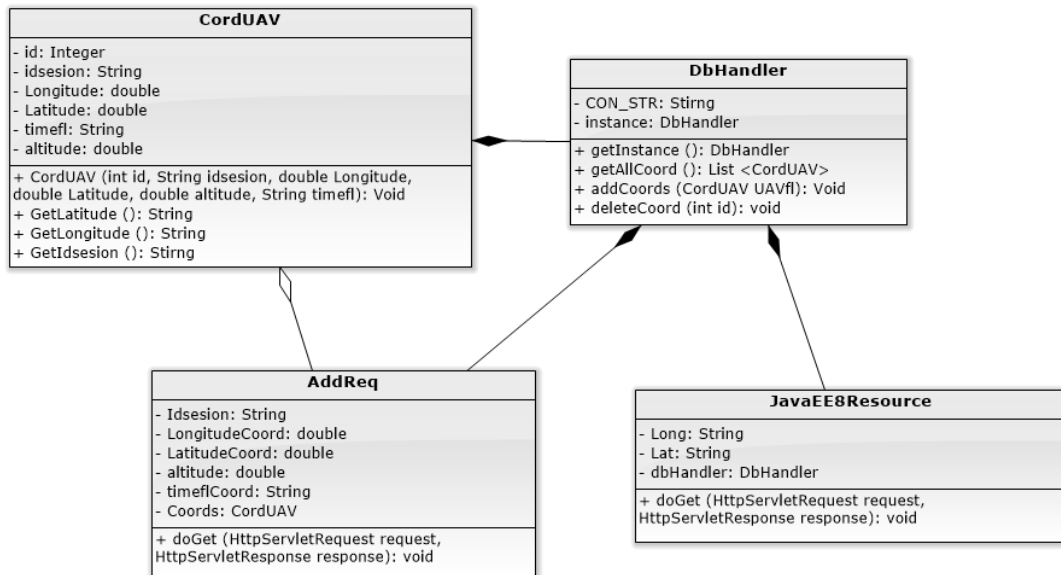 CordUAV
- id: Integer
- idsesion: String
- Longitude: double
- Latitude: double
- timefl: String
- altitude: double
+ CordUAV (int id, String idsesion, double Longitude,
double Latitude, double altitude, String timefl): Void
+ GetLatitude (): String
+ GetLongitude (): String
+ GetIdsesion (): Stirng
DbHandler
- CON_STR: Stirng
- instance: DbHandler
+ getInstance (): DbHandler
+ getAllCoord (): List <CordUAV>
+ addCoords (CordUAV UAVfl): Void
+ deleteCoord (int id): void
AddReq
- Idsesion: String
- LongitudeCoord: double
- LatitudeCoord: double
- altitude: double
- timeflCoord: String
- Coords: CordUAV
+ doGet (HttpServletRequest request,
HttpServletResponse response): void
JavaEE8Resource
- Long: String
- Lat: String
- dbHandler: DbHandler
+ doGet (HttpServletRequest request,
HttpServletResponse response): void